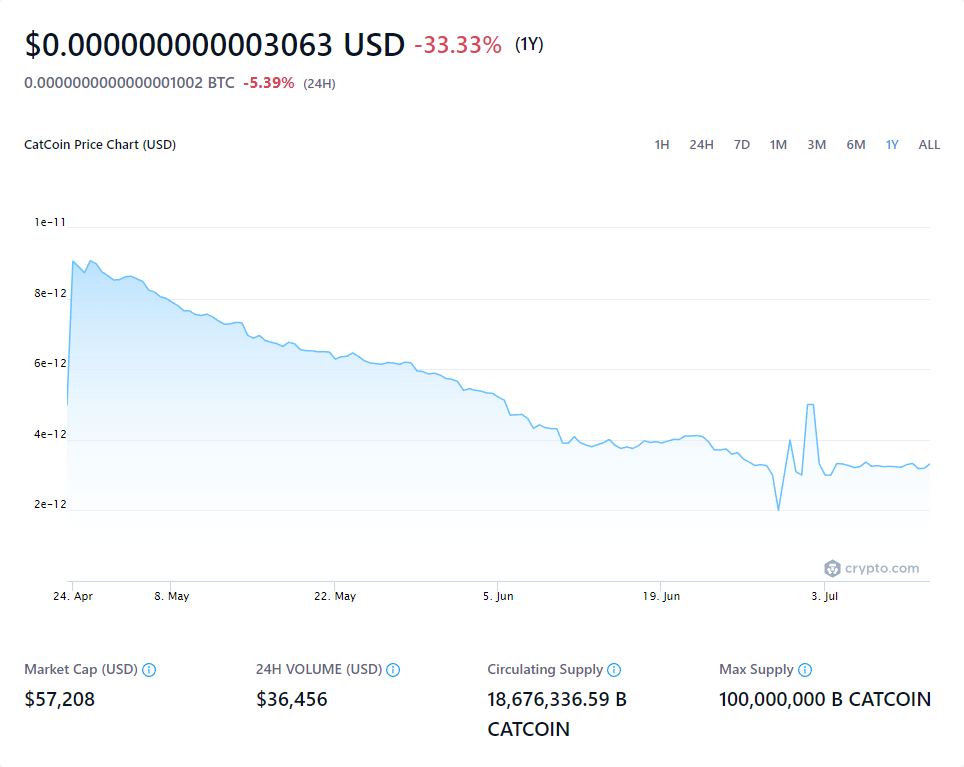 $0.000000000003063 USD -33.33% (1Y)
0.0000000000000001002 BTC -5.39% (24H)
CatCoin Price Chart (USD) 1H 24H 7D 1M 3M 6M 1Y ALL
1e-11
8e-12
6e-12
4e-12
2e-12
crypto.com
24. Apr 8. May 22. May 5. Jun 19. Jun 3. Jul
Market Cap (USD) 24H VOLUME (USD) Circulating Supply Max Supply
$57,208 $36,456 18,676,336.59 B 100,000,000 B CATCOIN
CATCOIN